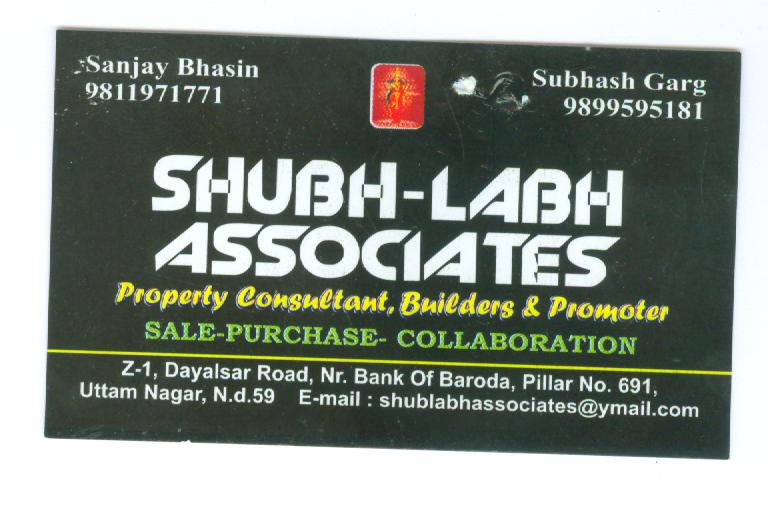 Sanjay Bhasin
9811971771
Subhash Garg
9899595181
SHUBH-LABH
ASSOCIATES
Property Consultant, Builders & Promoter
SALE-PURCHASE- COLLABORATION
Z-1, Dayalsar Road, Nr. Bank Of Baroda, Pillar No. 691,
Uttam Nagar, N.d.59 E-mail : shublabhassociates@ymail.com